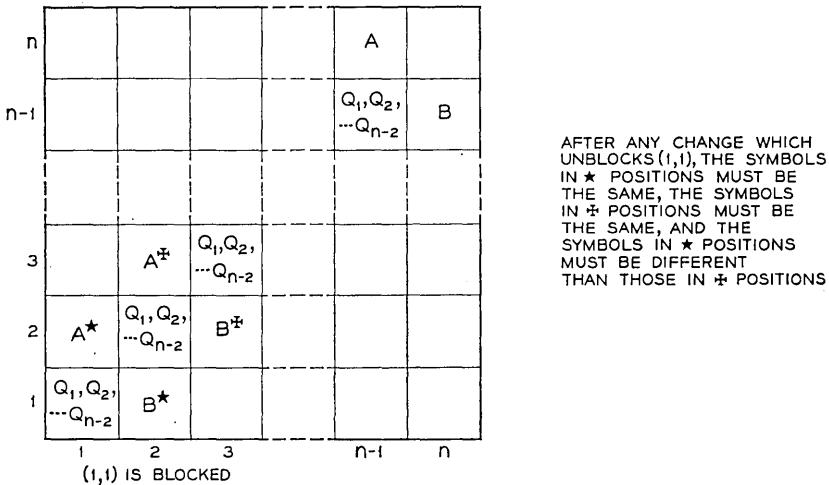 n
A
n-1
Q1,Q2,
---Qn-2
B
3
A✠
Q1,Q2,
---Qn-2
2
A★
Q1,Q2,
---Qn-2
B✠
1
Q1,Q2,
---Qn-2
B★
1 2 3 n-1 n
(1,1) IS BLOCKED
AFTER ANY CHANGE WHICH
UNBLOCKS (1,1), THE SYMBOLS
IN ★ POSITIONS MUST BE
THE SAME, THE SYMBOLS
IN ✠ POSITIONS MUST BE
THE SAME, AND THE
SYMBOLS IN ★ POSITIONS
MUST BE DIFFERENT
THAN THOSE IN ✠ POSITIONS